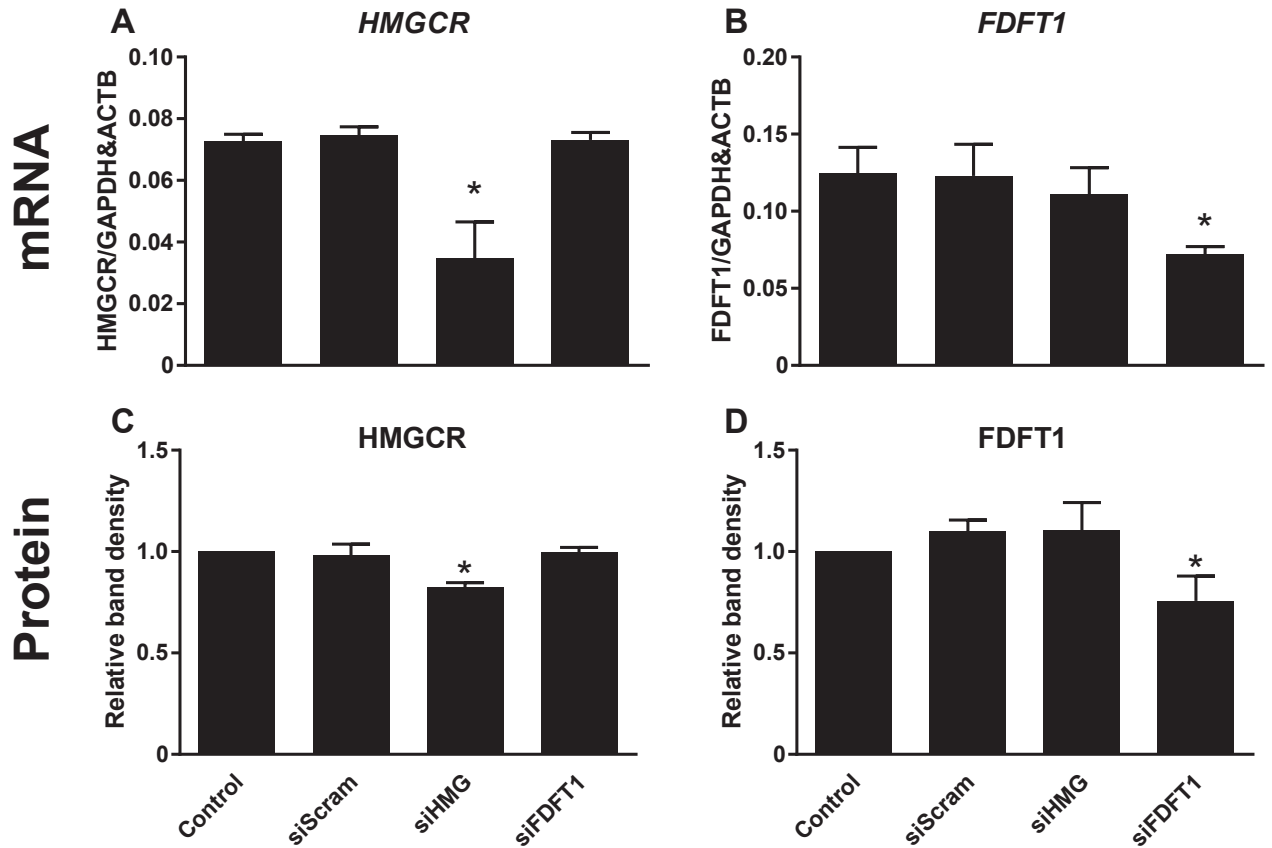 A
HMGCR
B
FDFT1
mRNA
HMGCR/GAPDH&ACTB
0.10
0.08
0.06
0.04
0.02
0
*
FDFT1/GAPDH&ACTB
0.20
0.15
0.10
0.05
0
*
C
HMGCR
D
FDFT1
Protein
Relative band density
1.5
1.0
0.5
0
*
Control
siScram
siHMG
siFDFT1
Relative band density
1.5
1.0
0.5
0
*
Control
siScram
siHMG
siFDFT1